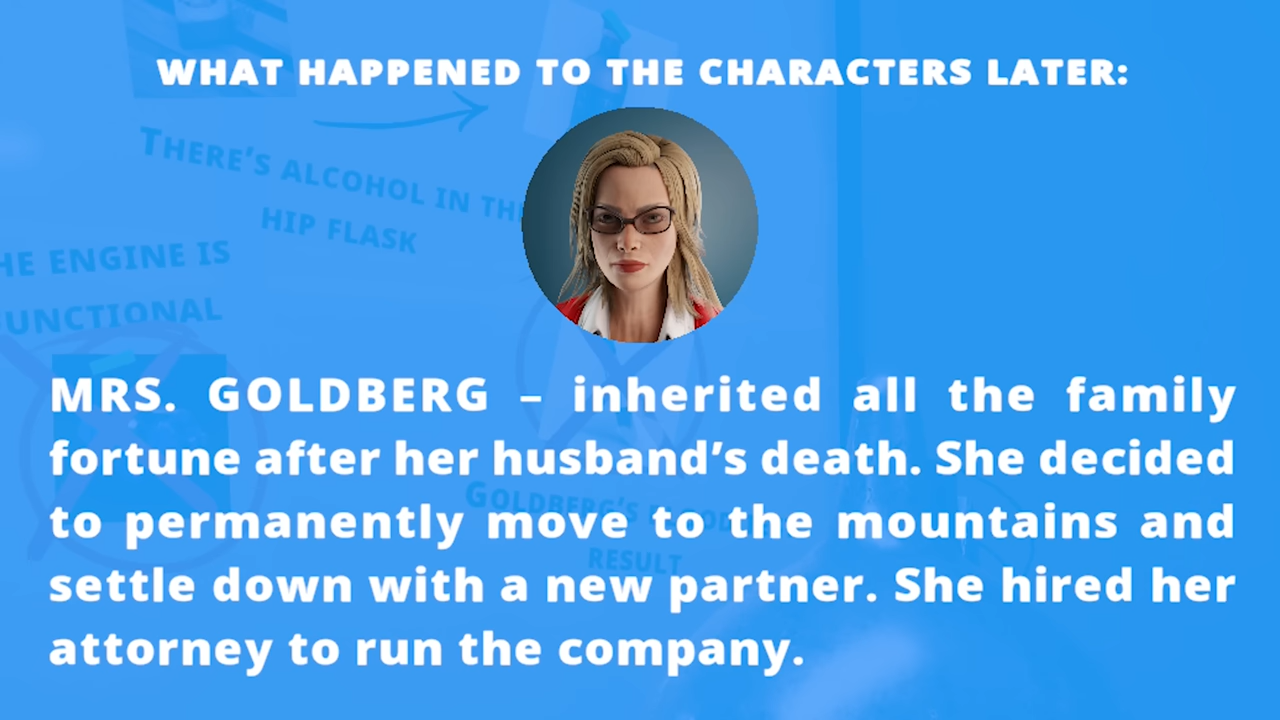 WHAT HAPPENED TO THE CHARACTERS LATER:
THERE'S ALCOHOL IN THE
HIP FLASK
HE ENGINE IS
UNCTIONAL
MRS. GOLDBERG – inherited all the family
fortune after her husband's death. She decided
to permanently move to the mountains and
settle down with a new partner. She hired her
attorney to run the company.
GOLDBERG'S
RESULT